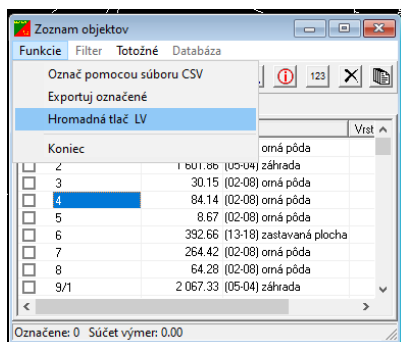 Zoznam objektov
Funkcie Filter Totožné Databáza
Označ pomocou súboru CSV
Exportuj označené
Hromadná tlač LV
Koniec
123
Vrst
orná pôda
2 1 601.86 (05-04) záhrada
3 30.15 (02-08) orná pôda
4 84.14 (02-08) orná pôda
5 8.67 (02-08) orná pôda
6 392.66 (13-18) zastavaná plocha
7 264.42 (02-08) orná pôda
8 64.28 (02-08) orná pôda
9/1 2 067.33 (05-04) záhrada
Označene: 0 Súčet výmer: 0.00